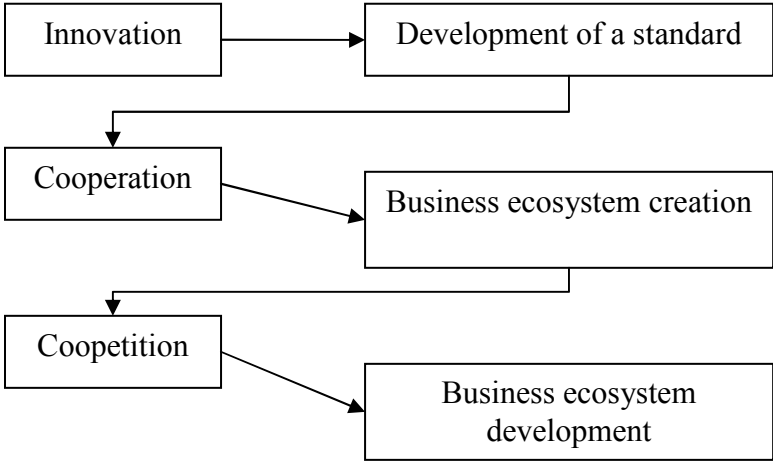 Innovation
Development of a standard
Cooperation
Business ecosystem creation
Coopetition
Business ecosystem
development